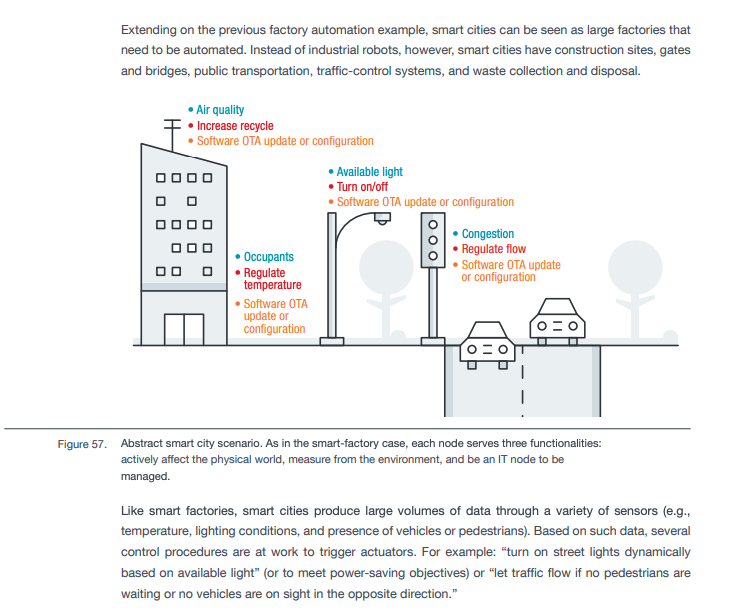 Extending on the previous factory automation example, smart cities can be seen as large factories that
need to be automated. Instead of industrial robots, however, smart cities have construction sites, gates
and bridges, public transportation, traffic-control systems, and waste collection and disposal.
• Air quality
• Increase recycle
• Software OTA update or configuration
• Available light
• Turn on/off
• Software OTA update or configuration
• Congestion
• Regulate flow
• Software OTA update
or configuration
• Occupants
• Regulate
temperature
• Software OTA
update or
configuration
Figure 57. Abstract smart city scenario. As in the smart-factory case, each node serves three functionalities:
actively affect the physical world, measure from the environment, and be an IT node to be
managed.
Like smart factories, smart cities produce large volumes of data through a variety of sensors (e.g.,
temperature, lighting conditions, and presence of vehicles or pedestrians). Based on such data, several
control procedures are at work to trigger actuators. For example: “turn on street lights dynamically
based on available light” (or to meet power-saving objectives) or “let traffic flow if no pedestrians are
waiting or no vehicles are on sight in the opposite direction.”